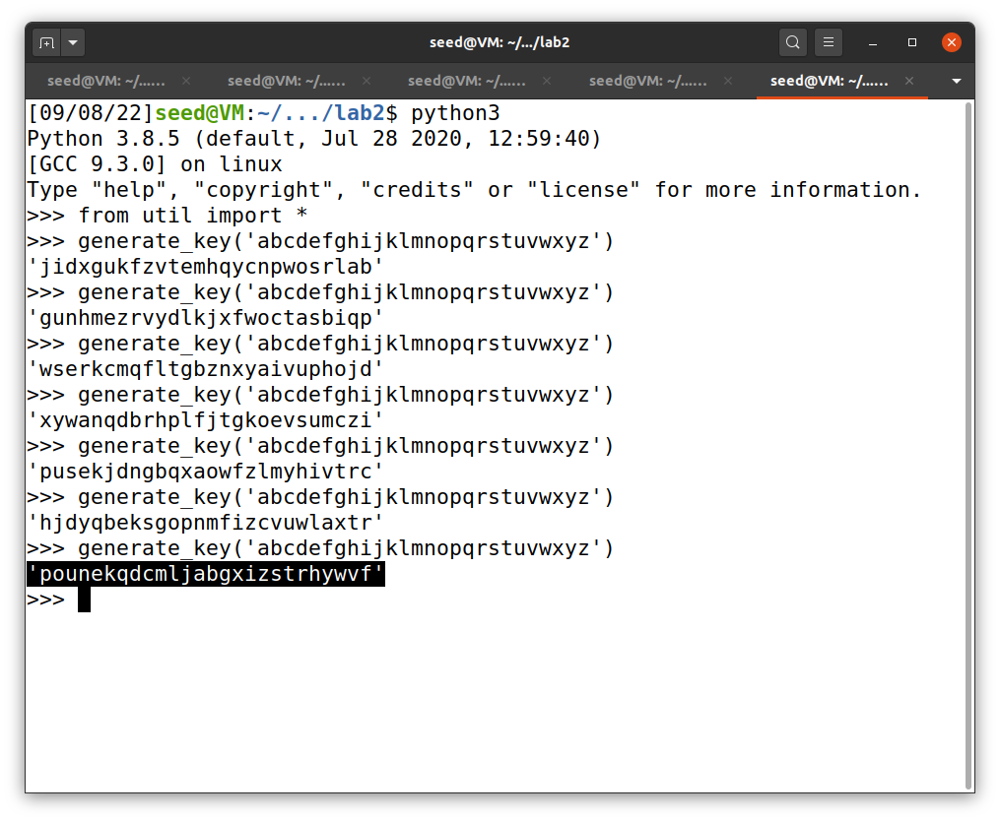 seed@VM: ~/.../lab2
seed@VM: ~/...... × seed@VM: ~/...... × seed@VM: ~/...... × seed@VM: ~/...... × seed@VM: ~/...... ×
[09/08/22]seed@VM:~/.../lab2$ python3
Python 3.8.5 (default, Jul 28 2020, 12:59:40)
[GCC 9.3.0] on linux
Type "help", "copyright", "credits" or "license" for more information.
>>> from util import *
>>> generate_key('abcdefghijklmnopqrstuvwxyz')
'jidxgukfzvtemhqycnpwosrlab'
>>> generate_key('abcdefghijklmnopqrstuvwxyz')
'gunhmezrvydlkjxfwoctasbiqp'
>>> generate_key('abcdefghijklmnopqrstuvwxyz')
'wserkcmqfltgbznxyaivuphojd'
>>> generate_key('abcdefghijklmnopqrstuvwxyz')
'xywanqdbrhplfjtgkoevsumczi'
>>> generate_key('abcdefghijklmnopqrstuvwxyz')
'pusekjdngbqxaowfzlmyhivtrc'
>>> generate_key('abcdefghijklmnopqrstuvwxyz')
'hjdyqbeksgopnmfizcvuwlaxtr'
>>> generate_key('abcdefghijklmnopqrstuvwxyz')
'pounekqdcmljabgxizstrhywvf'
>>>